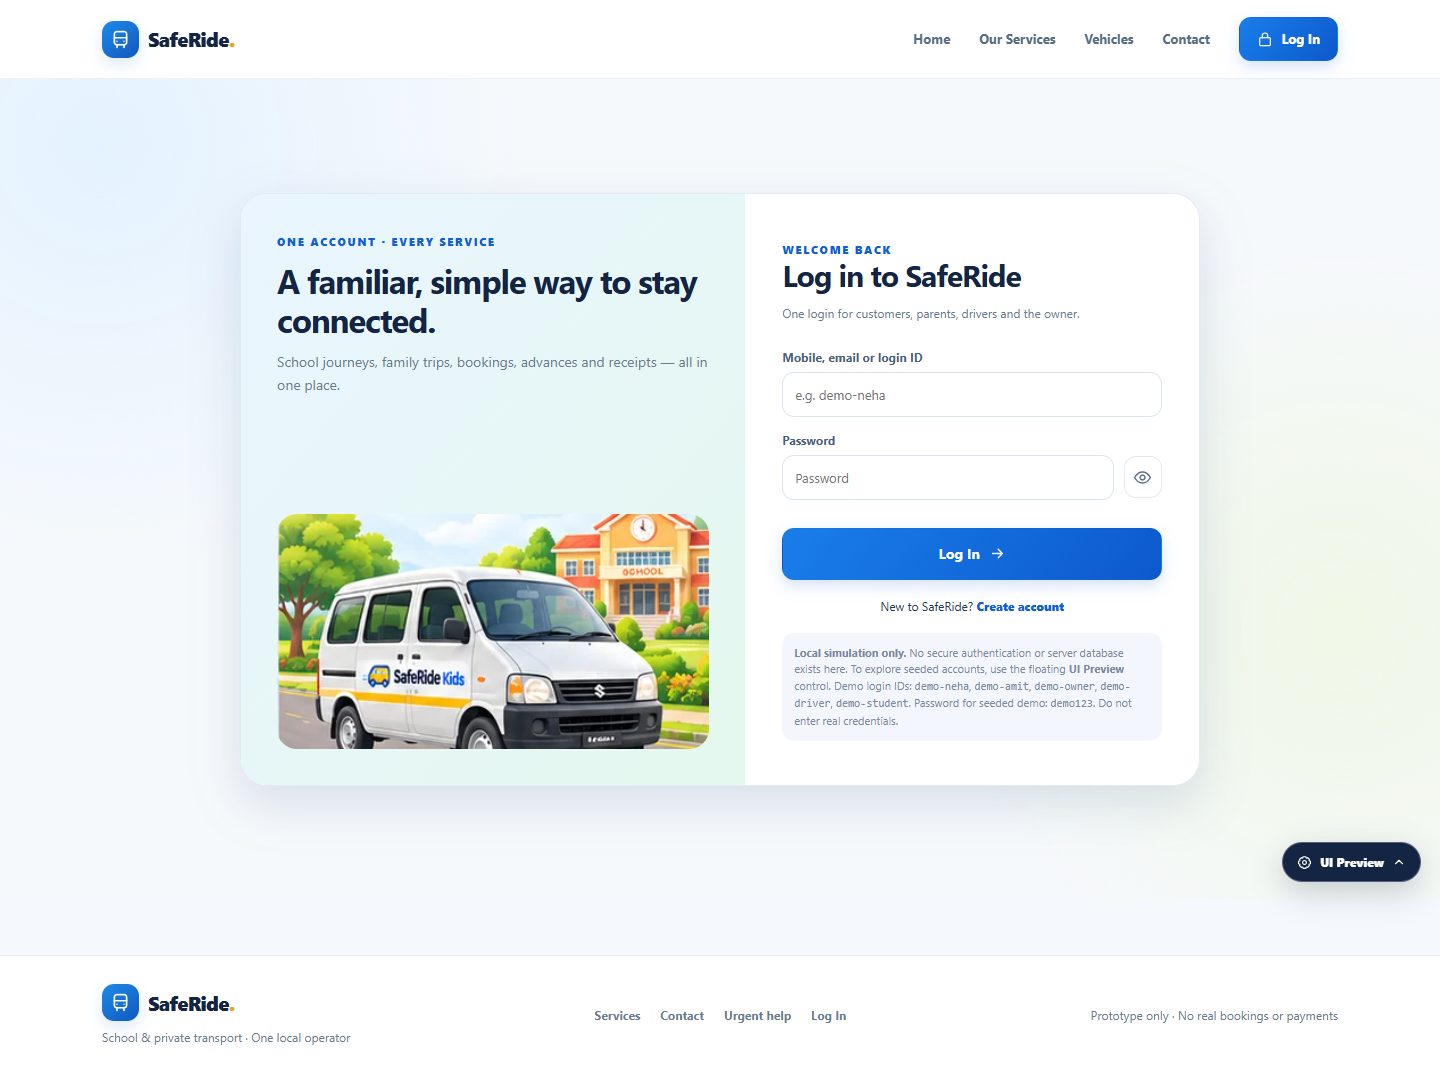 SafeRide.
Home Our Services Vehicles Contact Log In
ONE ACCOUNT · EVERY SERVICE
A familiar, simple way to stay
connected.
School journeys, family trips, bookings, advances and receipts — all in
one place.
SCHOOL
SafeRide Kids
WELCOME BACK
Log in to SafeRide
One login for customers, parents, drivers and the owner.
Mobile, email or login ID
e.g. demo-neha
Password
Password
Log In →
New to SafeRide? Create account
Local simulation only. No secure authentication or server database
exists here. To explore seeded accounts, use the floating UI Preview
control. Demo login IDs: demo-neha, demo-amit, demo-owner, demo-
driver, demo-student. Password for seeded demo: demo123. Do not
enter real credentials.
UI Preview
SafeRide.
School & private transport · One local operator
Services Contact Urgent help Log In
Prototype only · No real bookings or payments